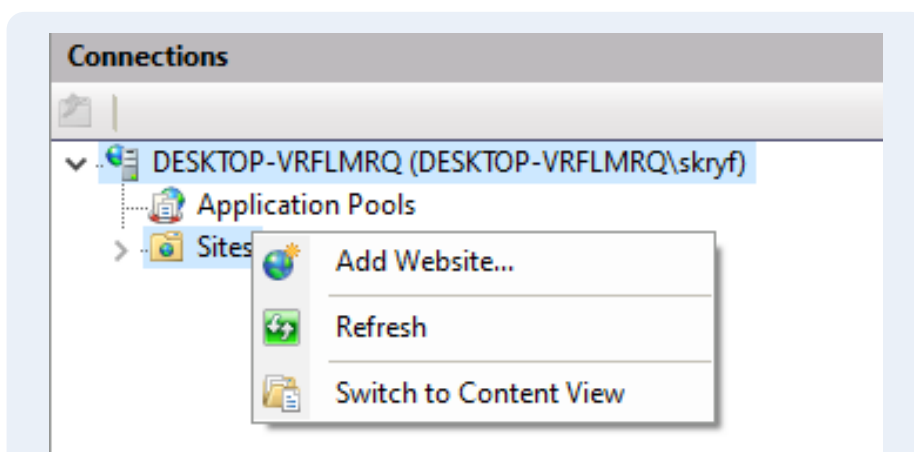 Connections
DESKTOP-VRFLMRQ (DESKTOP-VRFLMRQ\skryf)
Application Pools
Sites
Add Website...
Refresh
Switch to Content View